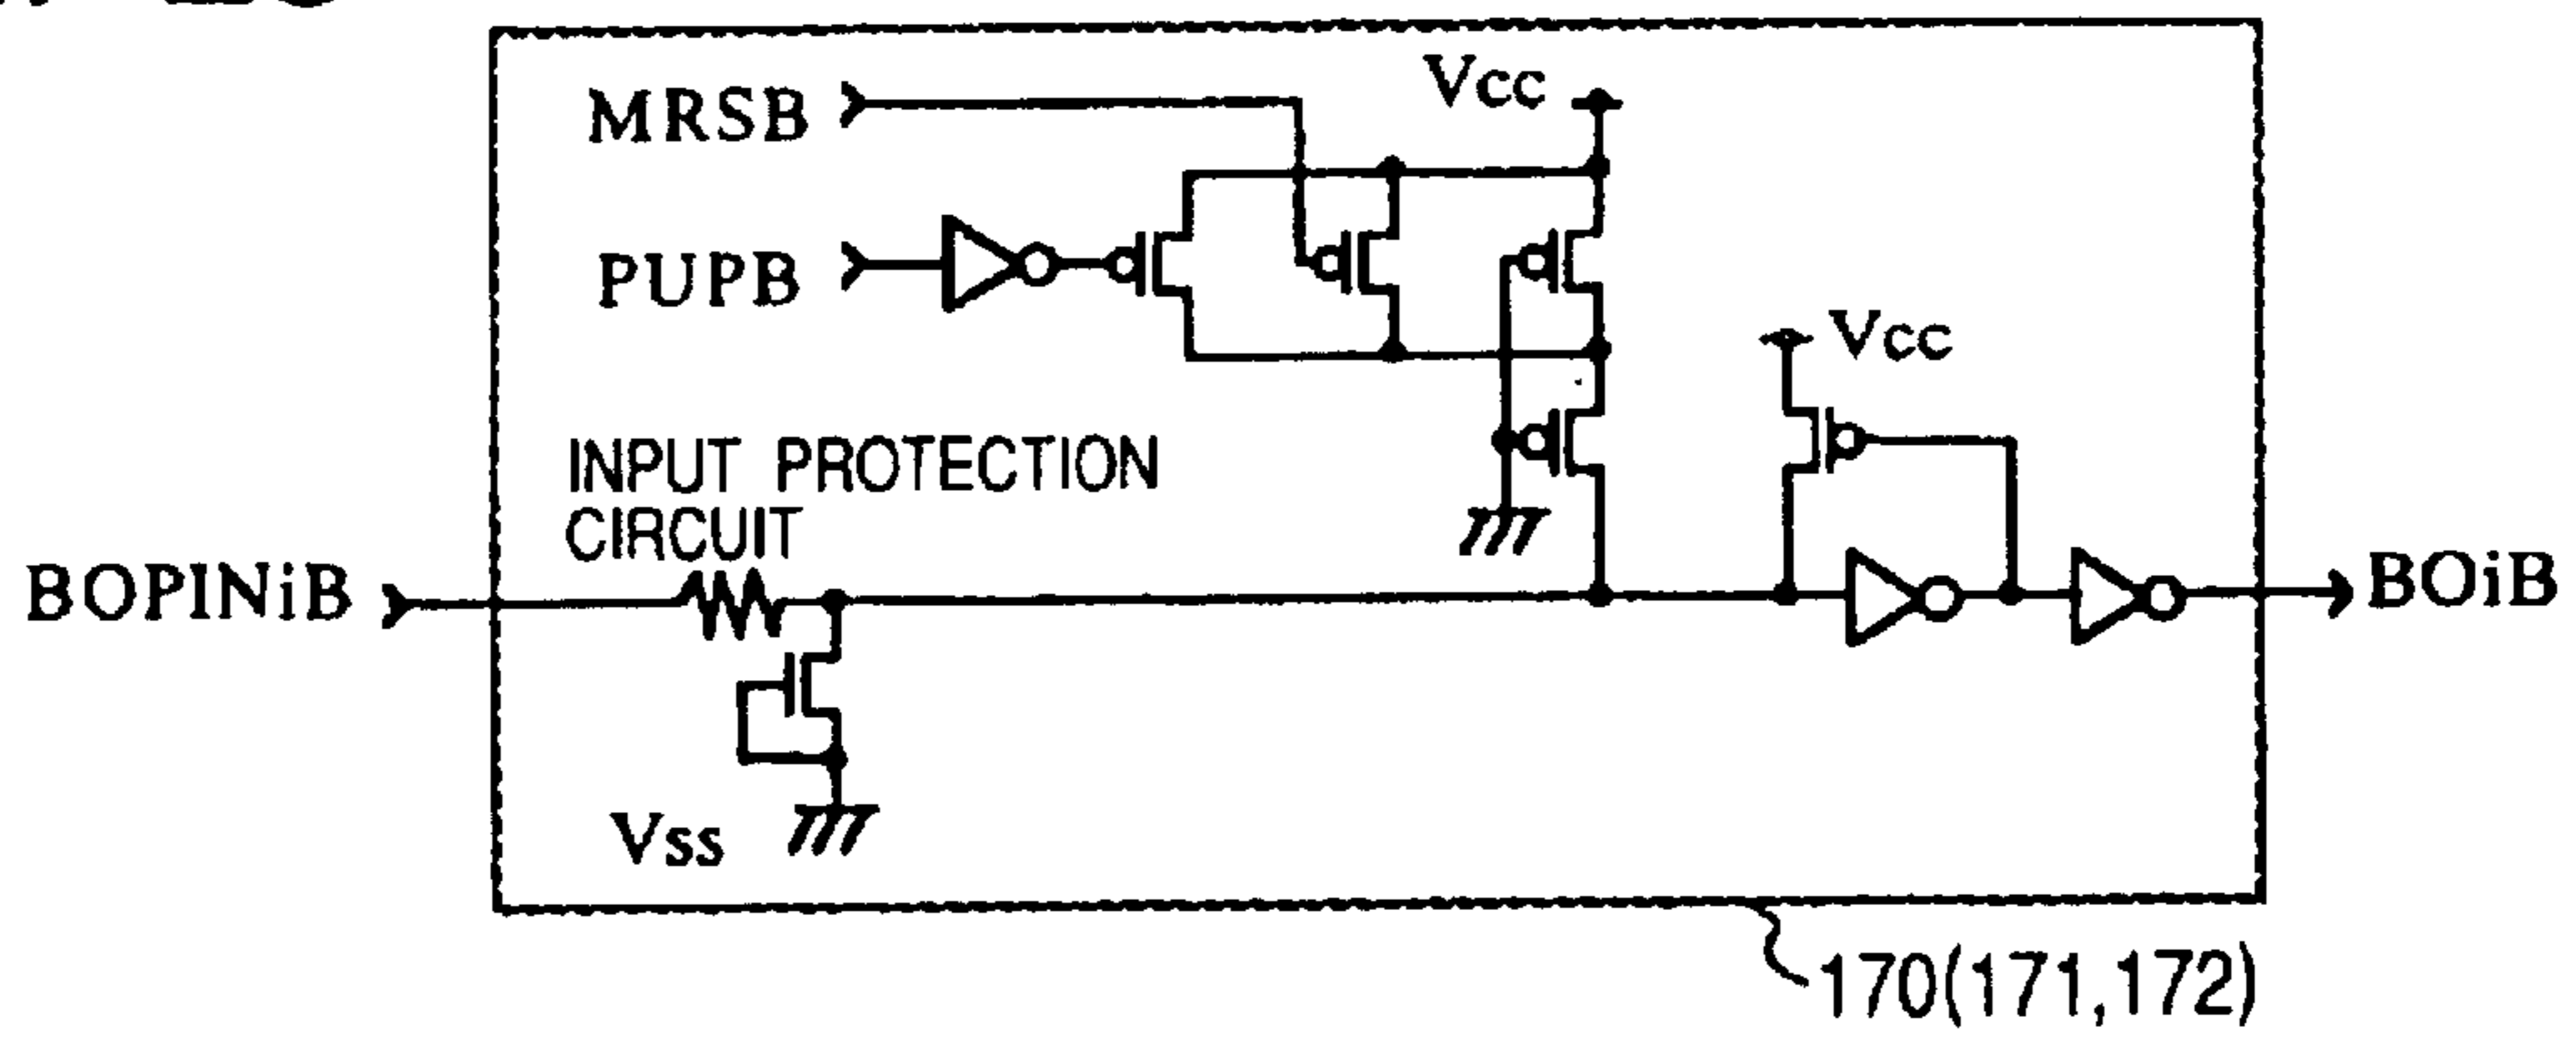 MRSB
Vcc
PUPB
Vcc
INPUT PROTECTION
CIRCUIT
BOPINiB
BOiB
Vss
170(171,172)